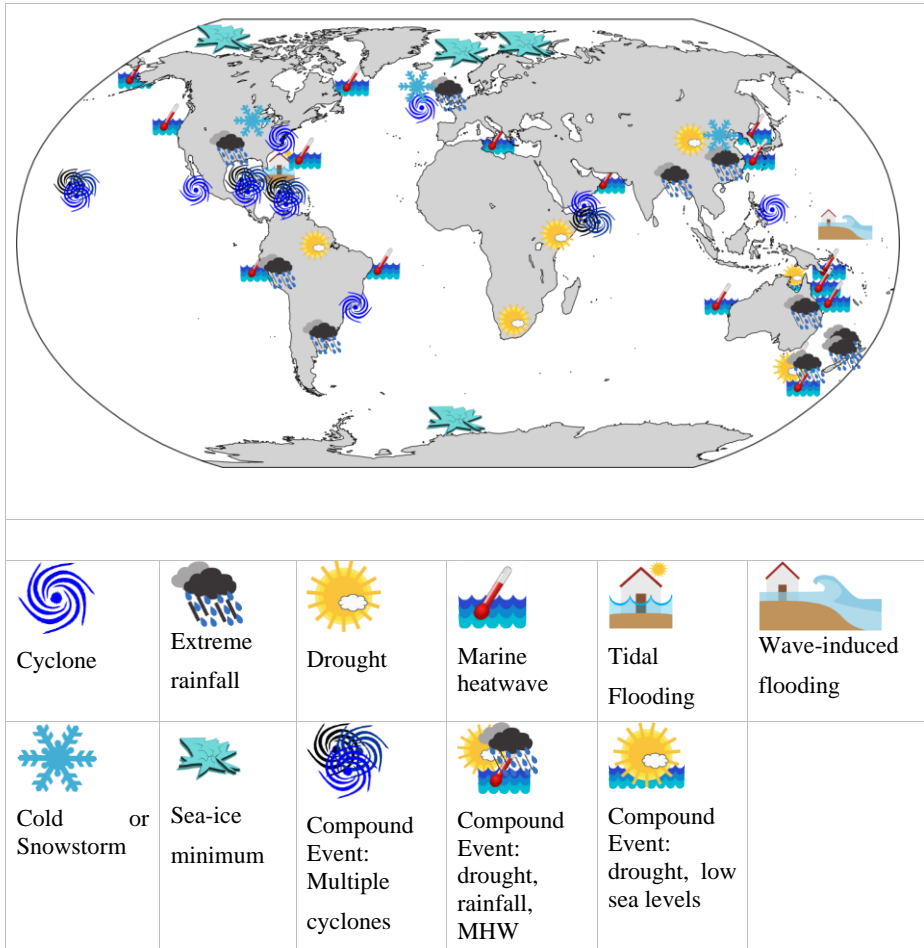 Cyclone
Extreme
rainfall
Drought
Marine
heatwave
Tidal
Flooding
Wave-induced
flooding
Cold or
Snowstorm
Sea-ice
minimum
Compound
Event:
Multiple
cyclones
Compound
Event:
drought,
rainfall,
MHW
Compound
Event:
drought, low
sea levels